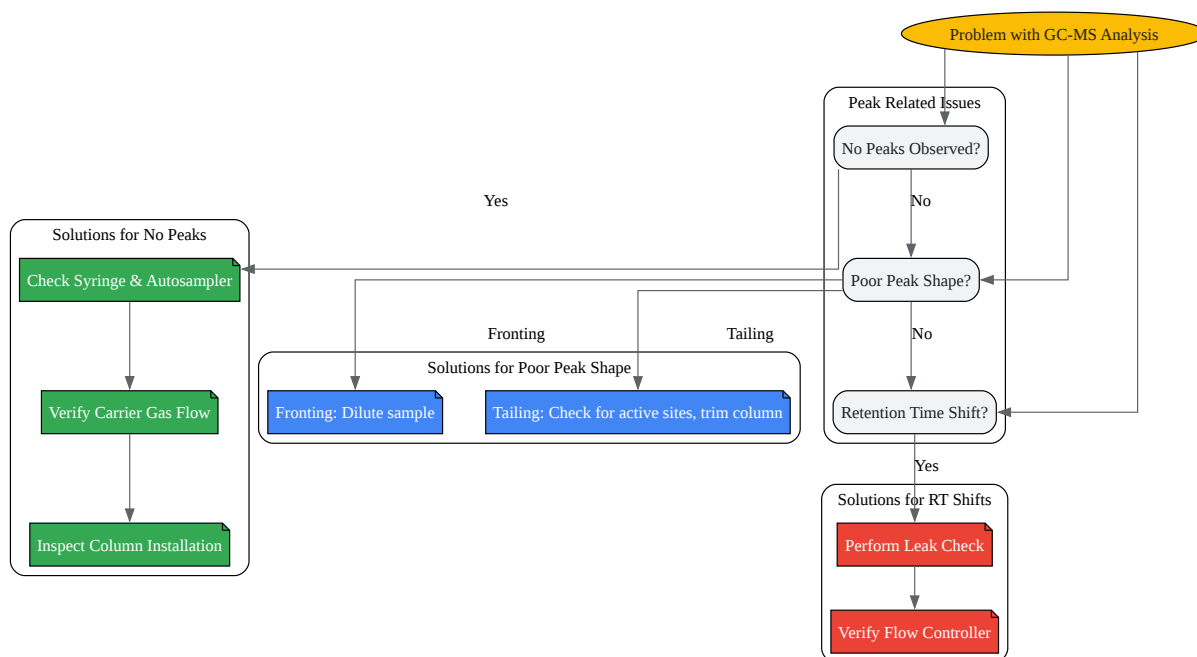 Problem with GC-MS Analysis
Peak Related Issues
No Peaks Observed?
Yes
No
Solutions for No Peaks
Check Syringe & Autosampler
Poor Peak Shape?
Fronting
Tailing
No
Solutions for Poor Peak Shape
Verify Carrier Gas Flow
Fronting: Dilute sample
Tailing: Check for active sites, trim column
Retention Time Shift?
Yes
Solutions for RT Shifts
Inspect Column Installation
Perform Leak Check
Verify Flow Controller